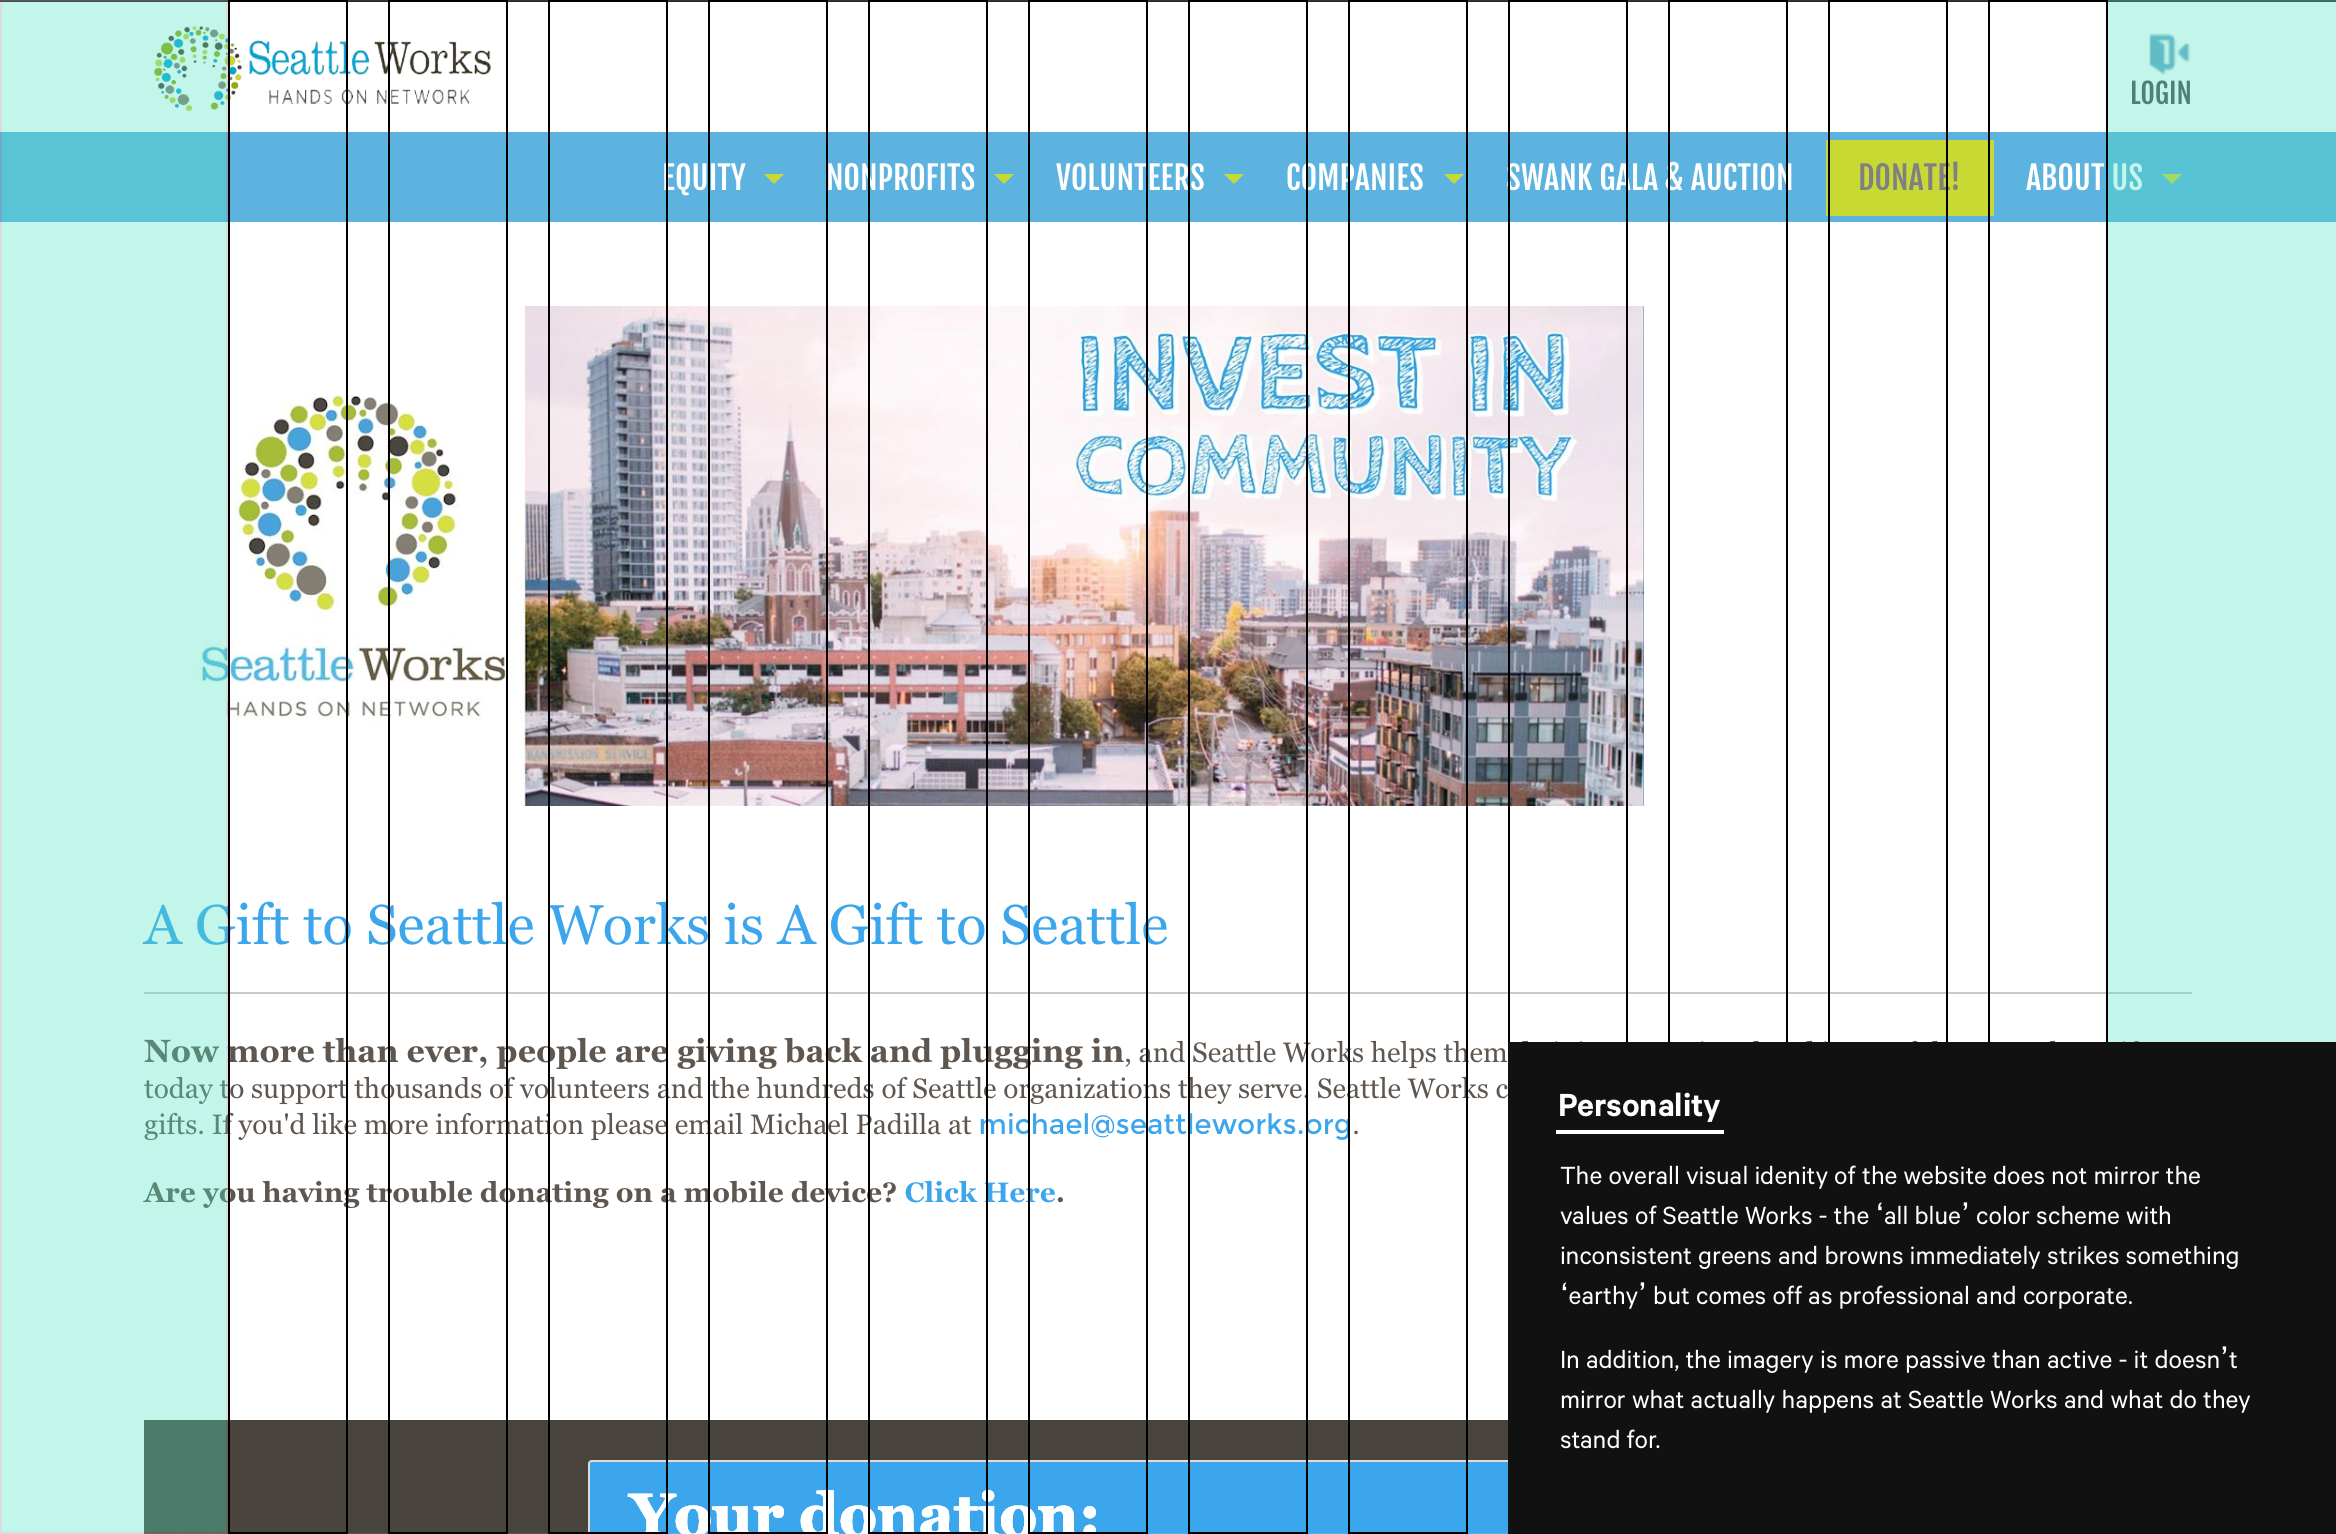 Seattle Works
HANDS ON NETWORK
LOGIN
EQUITY NONPROFITS VOLUNTEERS COMPANIES SWANK GALA & AUCTION DONATE! ABOUT US
INVEST IN
COMMUNITY
Seattle Works
HANDS ON NETWORK
TRANSMISSION SERVICE
A Gift to Seattle Works is A Gift to Seattle
Now more than ever, people are giving back and plugging in, and Seattle Works helps them
today to support thousands of volunteers and the hundreds of Seattle organizations they serve. Seattle Works
gifts. If you'd like more information please email Michael Padilla at michael@seattleworks.org.
Are you having trouble donating on a mobile device? Click Here.
Your donation:
Personality
The overall visual idenity of the website does not mirror the
values of Seattle Works - the ‘all blue’ color scheme with
inconsistent greens and browns immediately strikes something
‘earthy’ but comes off as professional and corporate.
In addition, the imagery is more passive than active - it doesn’t
mirror what actually happens at Seattle Works and what do they
stand for.